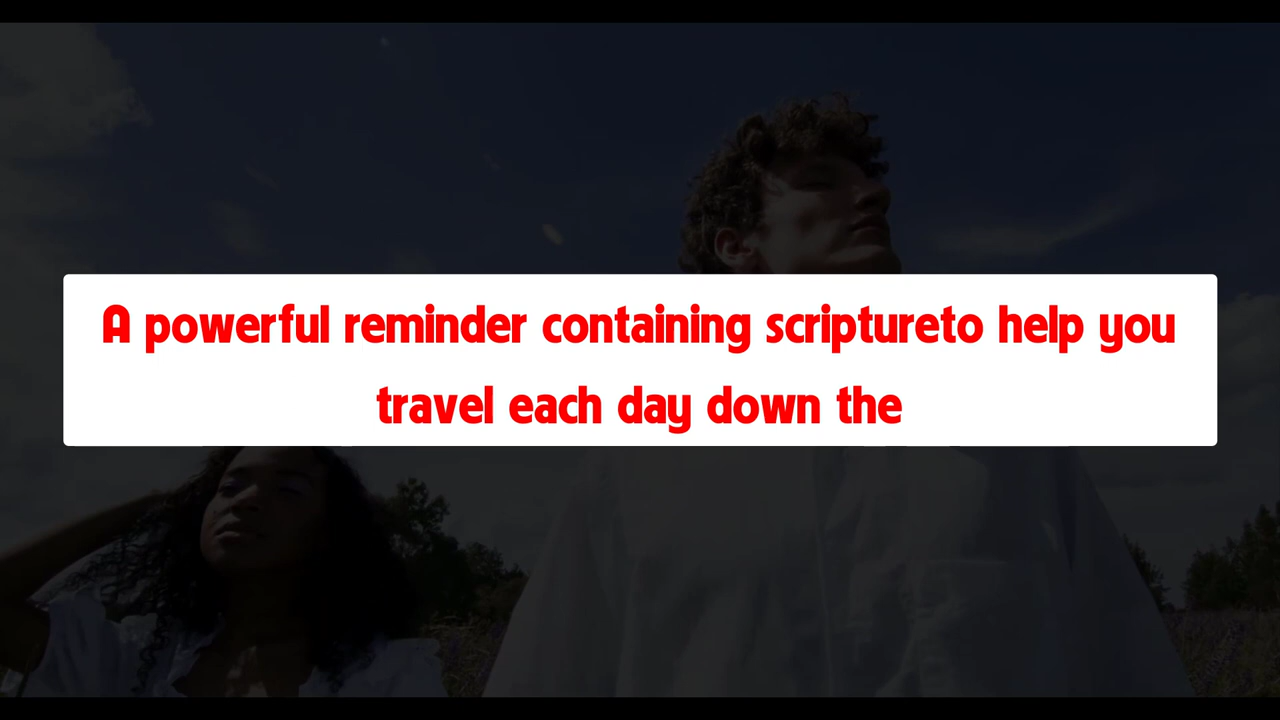 A powerful reminder containing scriptureto help you
travel each day down the